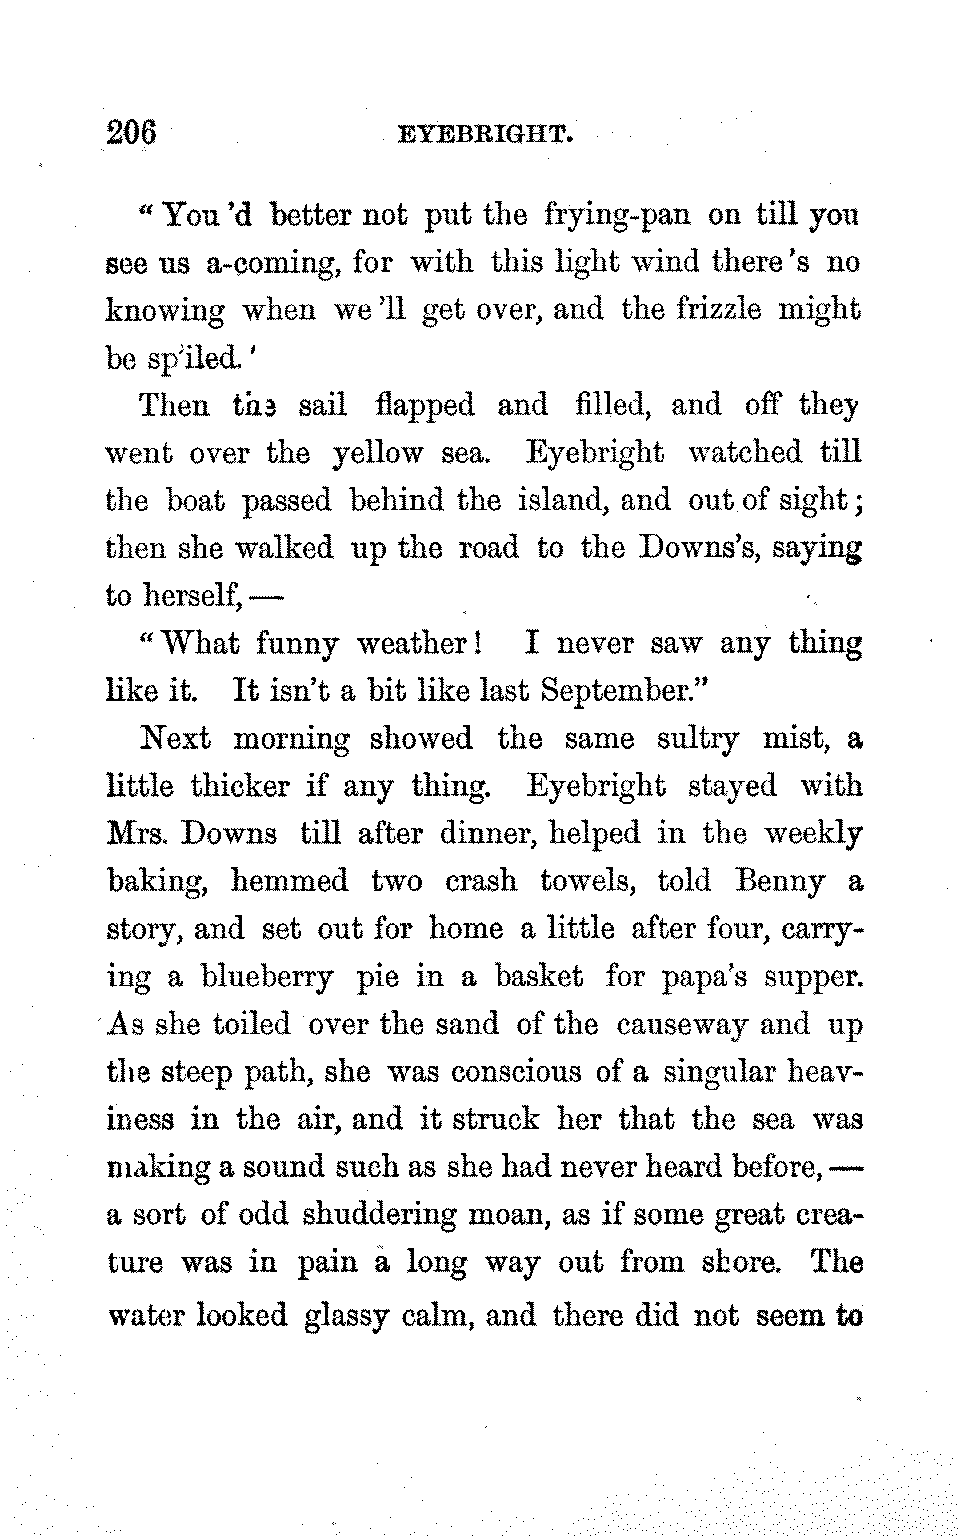 206 EYEBRIGHT.
“ You 'd better not put the frying-pan on till you
see us a-coming, for with this light wind there 's no
knowing when we 'll get over, and the frizzle might
be sp'iled. '
Then the sail flapped and filled, and off they
went over the yellow sea. Eyebright watched till
the boat passed behind the island, and out of sight ;
then she walked up the road to the Downs's, saying
to herself, —
“ What funny weather ! I never saw any thing
like it. It isn't a bit like last September.”
Next morning showed the same sultry mist, a
little thicker if any thing. Eyebright stayed with
Mrs. Downs till after dinner, helped in the weekly
baking, hemmed two crash towels, told Benny a
story, and set out for home a little after four, carry-
ing a blueberry pie in a basket for papa's supper.
As she toiled over the sand of the causeway and up
the steep path, she was conscious of a singular heav-
iness in the air, and it struck her that the sea was
making a sound such as she had never heard before, —
a sort of odd shuddering moan, as if some great crea-
ture was in pain a long way out from shore. The
water looked glassy calm, and there did not seem to